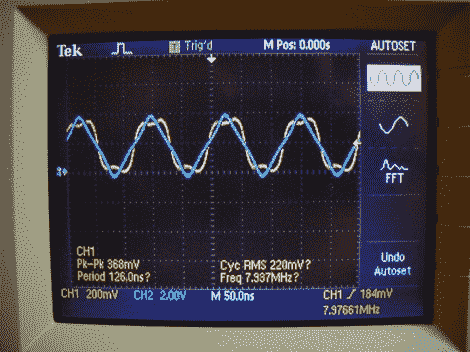 Tek T Trig'd M Pos: 0.000s AUTOSET
FFT
CH1
Pk-Pk 368mV Cyc RMS 220mV?
Period 126.0ns? Freq 7.937MHz?
Undo
Autoset
CH1 200mV CH2 2.00V M 50.0ns CH1 184mV
7.97661MHz